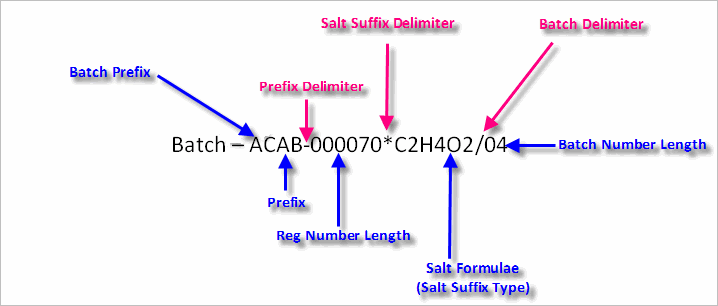 Salt Suffix Delimiter
Batch Delimiter
Batch Prefix
Prefix Delimiter
Batch – ACAB-000070*C2H4O2/04
Batch Number Length
Prefix
Reg Number Length
Salt Formulae
(Salt Suffix Type)